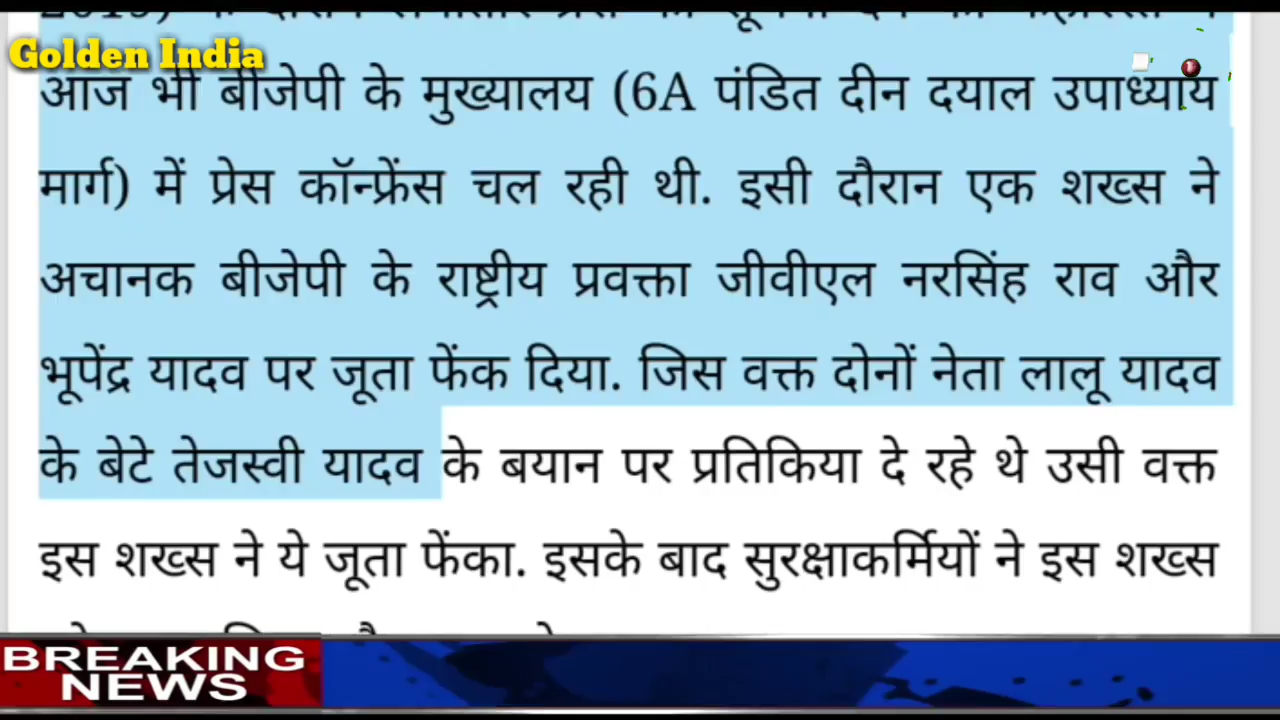 Golden India
आज भी बीजेपी के मुख्यालय (6A पंडित दीन दयाल उपाध्याय
मार्ग) में प्रेस कॉन्फ्रेंस चल रही थी. इसी दौरान एक शख्स ने
अचानक बीजेपी के राष्ट्रीय प्रवक्ता जीवीएल नरसिंह राव और
भूपेंद्र यादव पर जूता फेंक दिया. जिस वक्त दोनों नेता लालू यादव
के बेटे तेजस्वी यादव के बयान पर प्रतिकिया दे रहे थे उसी वक्त
इस शख्स ने ये जूता फेंका. इसके बाद सुरक्षाकर्मियों ने इस शख्स
BREAKING
NEWS